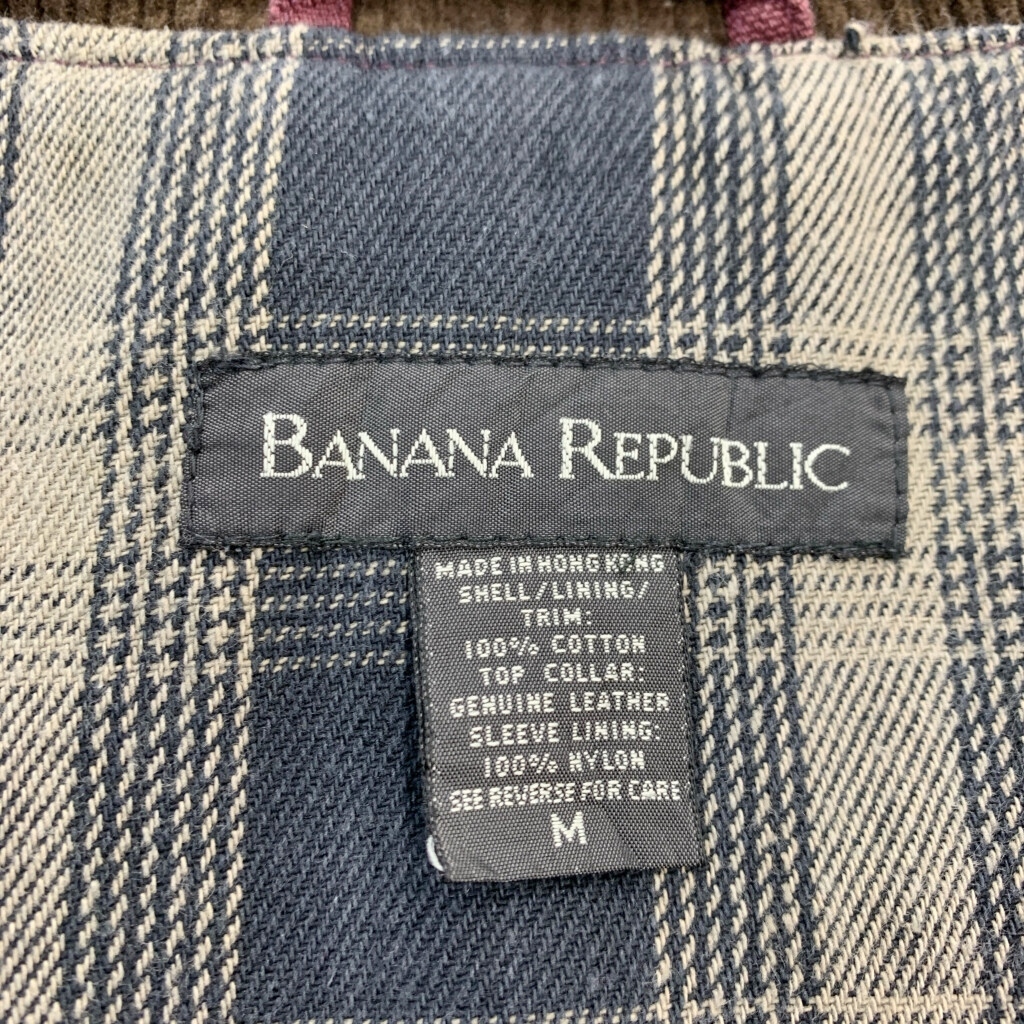 BANANA REPUBLIC
MADE IN HONG KONG
SHELL/LINING/
TRIM:
100% COTTON
TOP COLLAR:
GENUINE LEATHER
SLEEVE LINING:
100% NYLON
SEE REVERSE FOR CARE
M